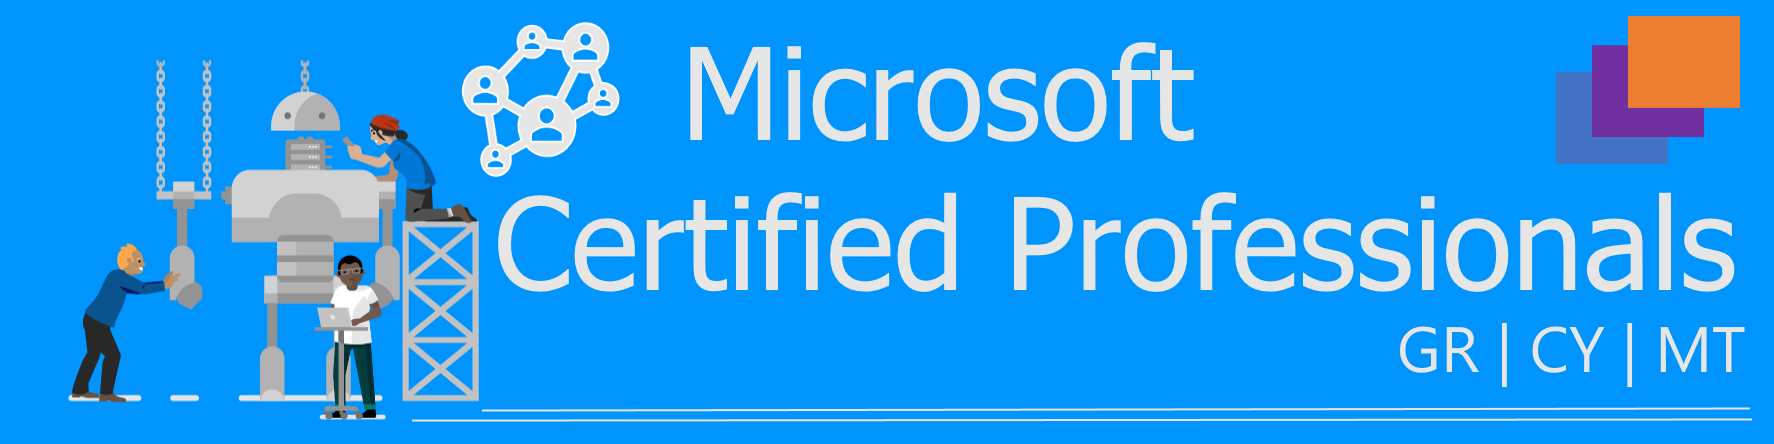 Microsoft
Certified Professionals
GR | CY | MT